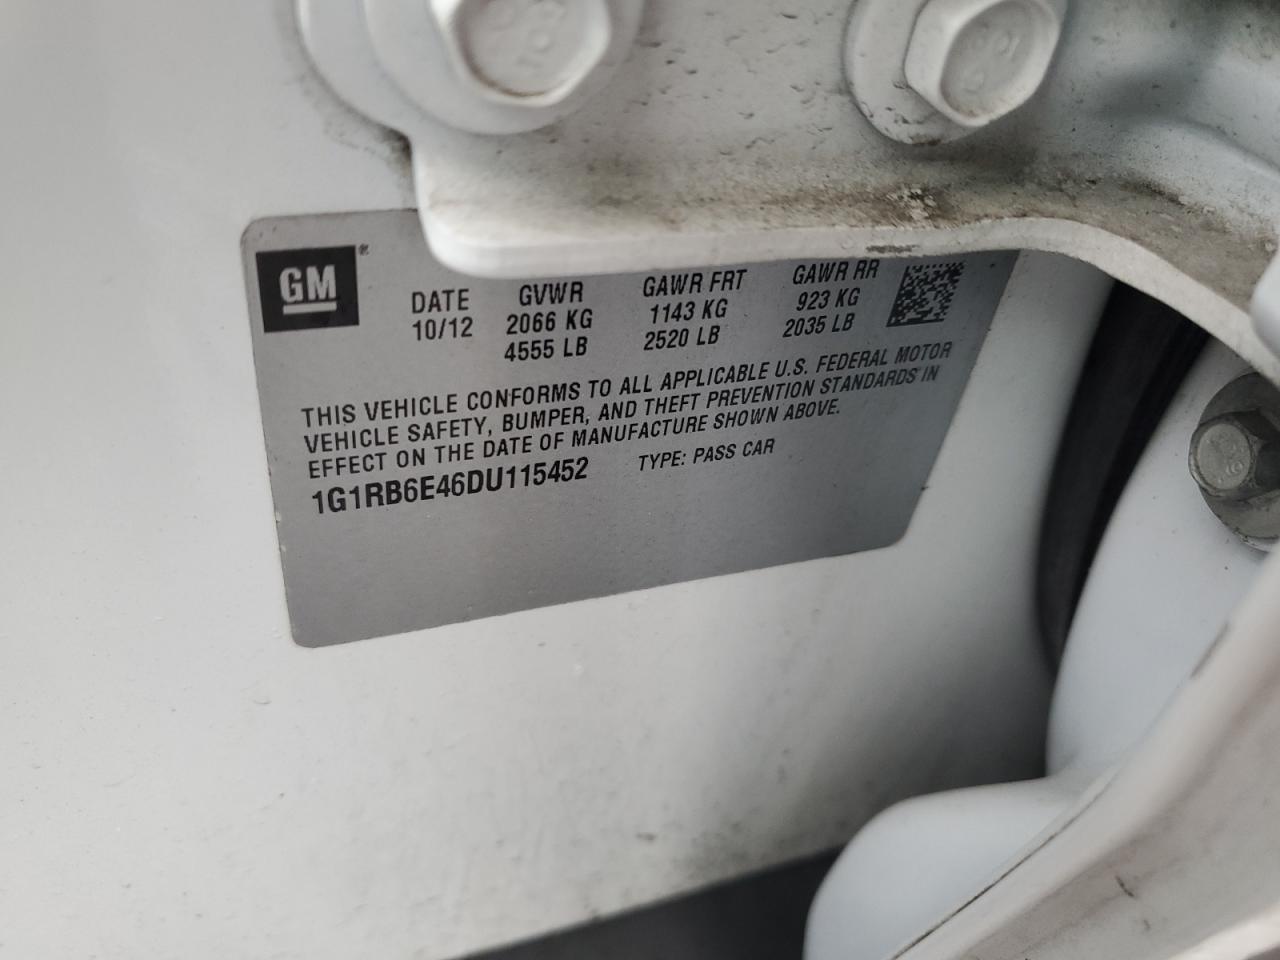 GM ®
DATE GVWR GAWR FRT GAWR RR
10/12 2066 KG 1143 KG 923 KG
4555 LB 2520 LB 2035 LB
THIS VEHICLE CONFORMS TO ALL APPLICABLE U.S. FEDERAL MOTOR
VEHICLE SAFETY, BUMPER, AND THEFT PREVENTION STANDARDS IN
EFFECT ON THE DATE OF MANUFACTURE SHOWN ABOVE.
1G1RB6E46DU115452 TYPE: PASS CAR